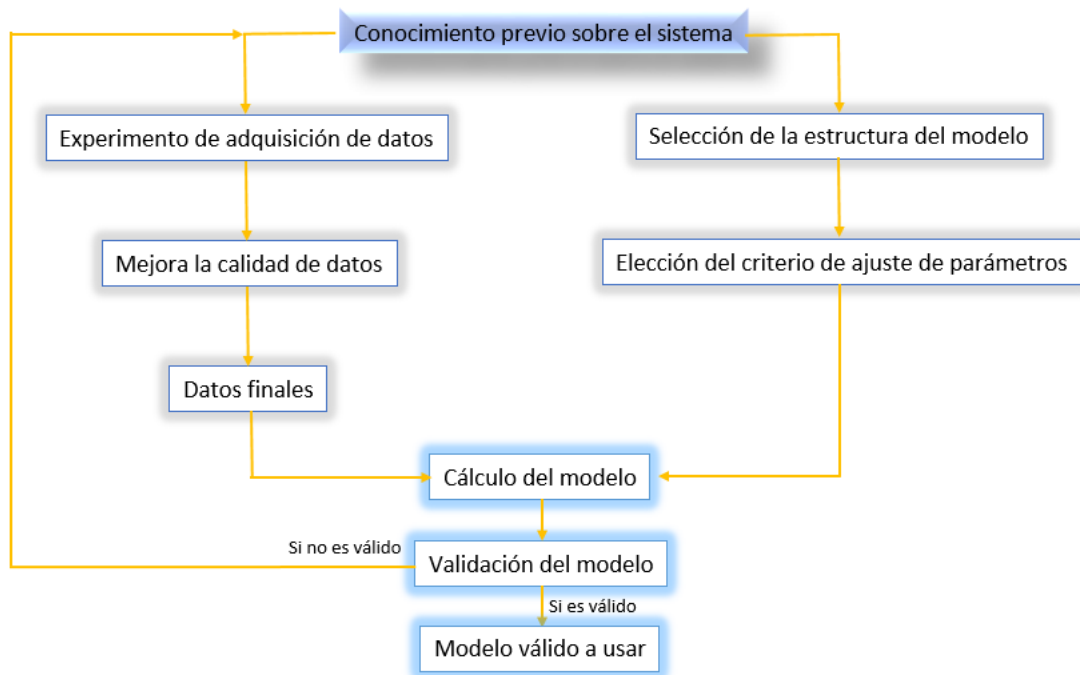 Conocimiento previo sobre el sistema
Experimento de adquisición de datos
Selección de la estructura del modelo
Mejora la calidad de datos
Elección del criterio de ajuste de parámetros
Datos finales
Cálculo del modelo
Si no es válido
Validación del modelo
Si es válido
Modelo válido a usar